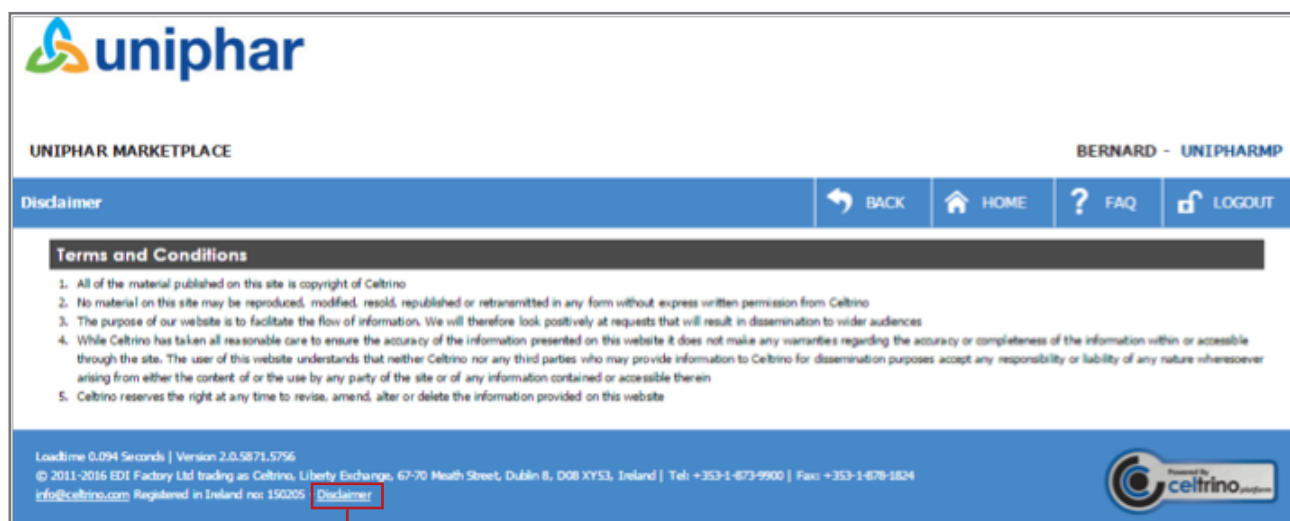 uniphar
UNIPHAR MARKETPLACE
BERNARD - UNIPHARMP
Disclaimer
BACK
HOME
? FAQ
LOGOUT
Terms and Conditions
1. All of the material published on this site is copyright of Celtrino
2. No material on this site may be reproduced, modified, resold, republished or retransmitted in any form without express written permission from Celtrino
3. The purpose of our website is to facilitate the flow of information. We will therefore look positively at requests that will result in dissemination to wider audiences
4. While Celtrino has taken all reasonable care to ensure the accuracy of the information presented on this website it does not make any warranties regarding the accuracy or completeness of the information within or accessible
through the site. The user of this website understands that neither Celtrino nor any third parties who may provide information to Celtrino for dissemination purposes accept any responsibility or liability of any nature wheresoever
arising from either the content of or the use by any party of the site or of any information contained or accessible therein
5. Celtrino reserves the right at any time to revise, amend, alter or delete the information provided on this website
Loadtime 0.094 Seconds | Version 2.0.5871.5756
© 2011-2016 EDI Factory Ltd trading as Celtrino, Liberty Exchange, 67-70 Meath Street, Dublin 8, D08 XY53, Ireland | Tel: +353-1-873-9900 | Fax: +353-1-878-1824
info@celtrino.com Registered in Ireland no: 150205 - Disclaimer
Powered By
celtrino platform